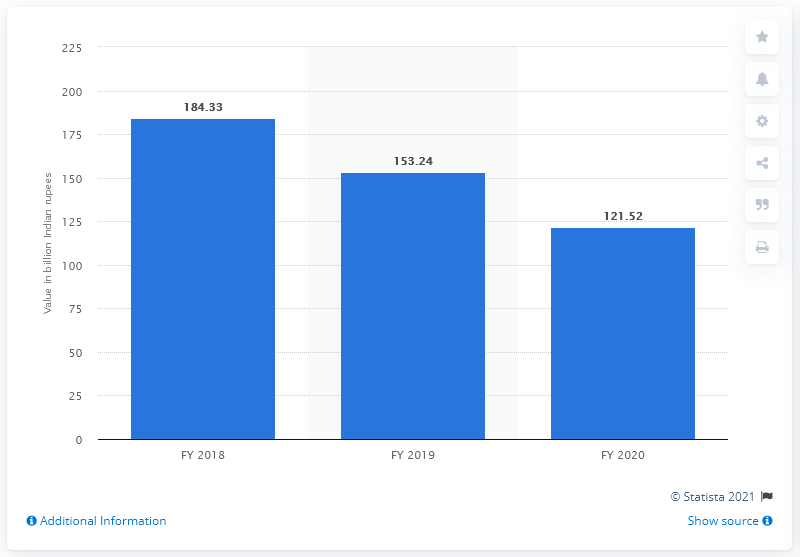 225
200
175
150
125
100
75
50
25
0
Value in billion Indian rupees
184.33
153.24
121.52
FY 2018
FY 2019
FY 2020
© Statista 2021
Additional Information
Show source